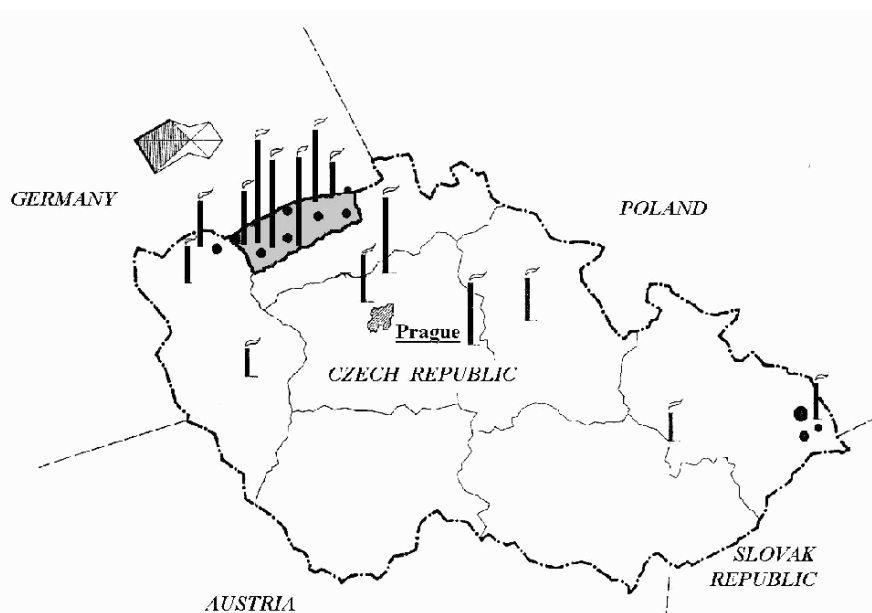 GERMANY
POLAND
Prague
CZECH REPUBLIC
SLOVAK
REPUBLIC
AUSTRIA